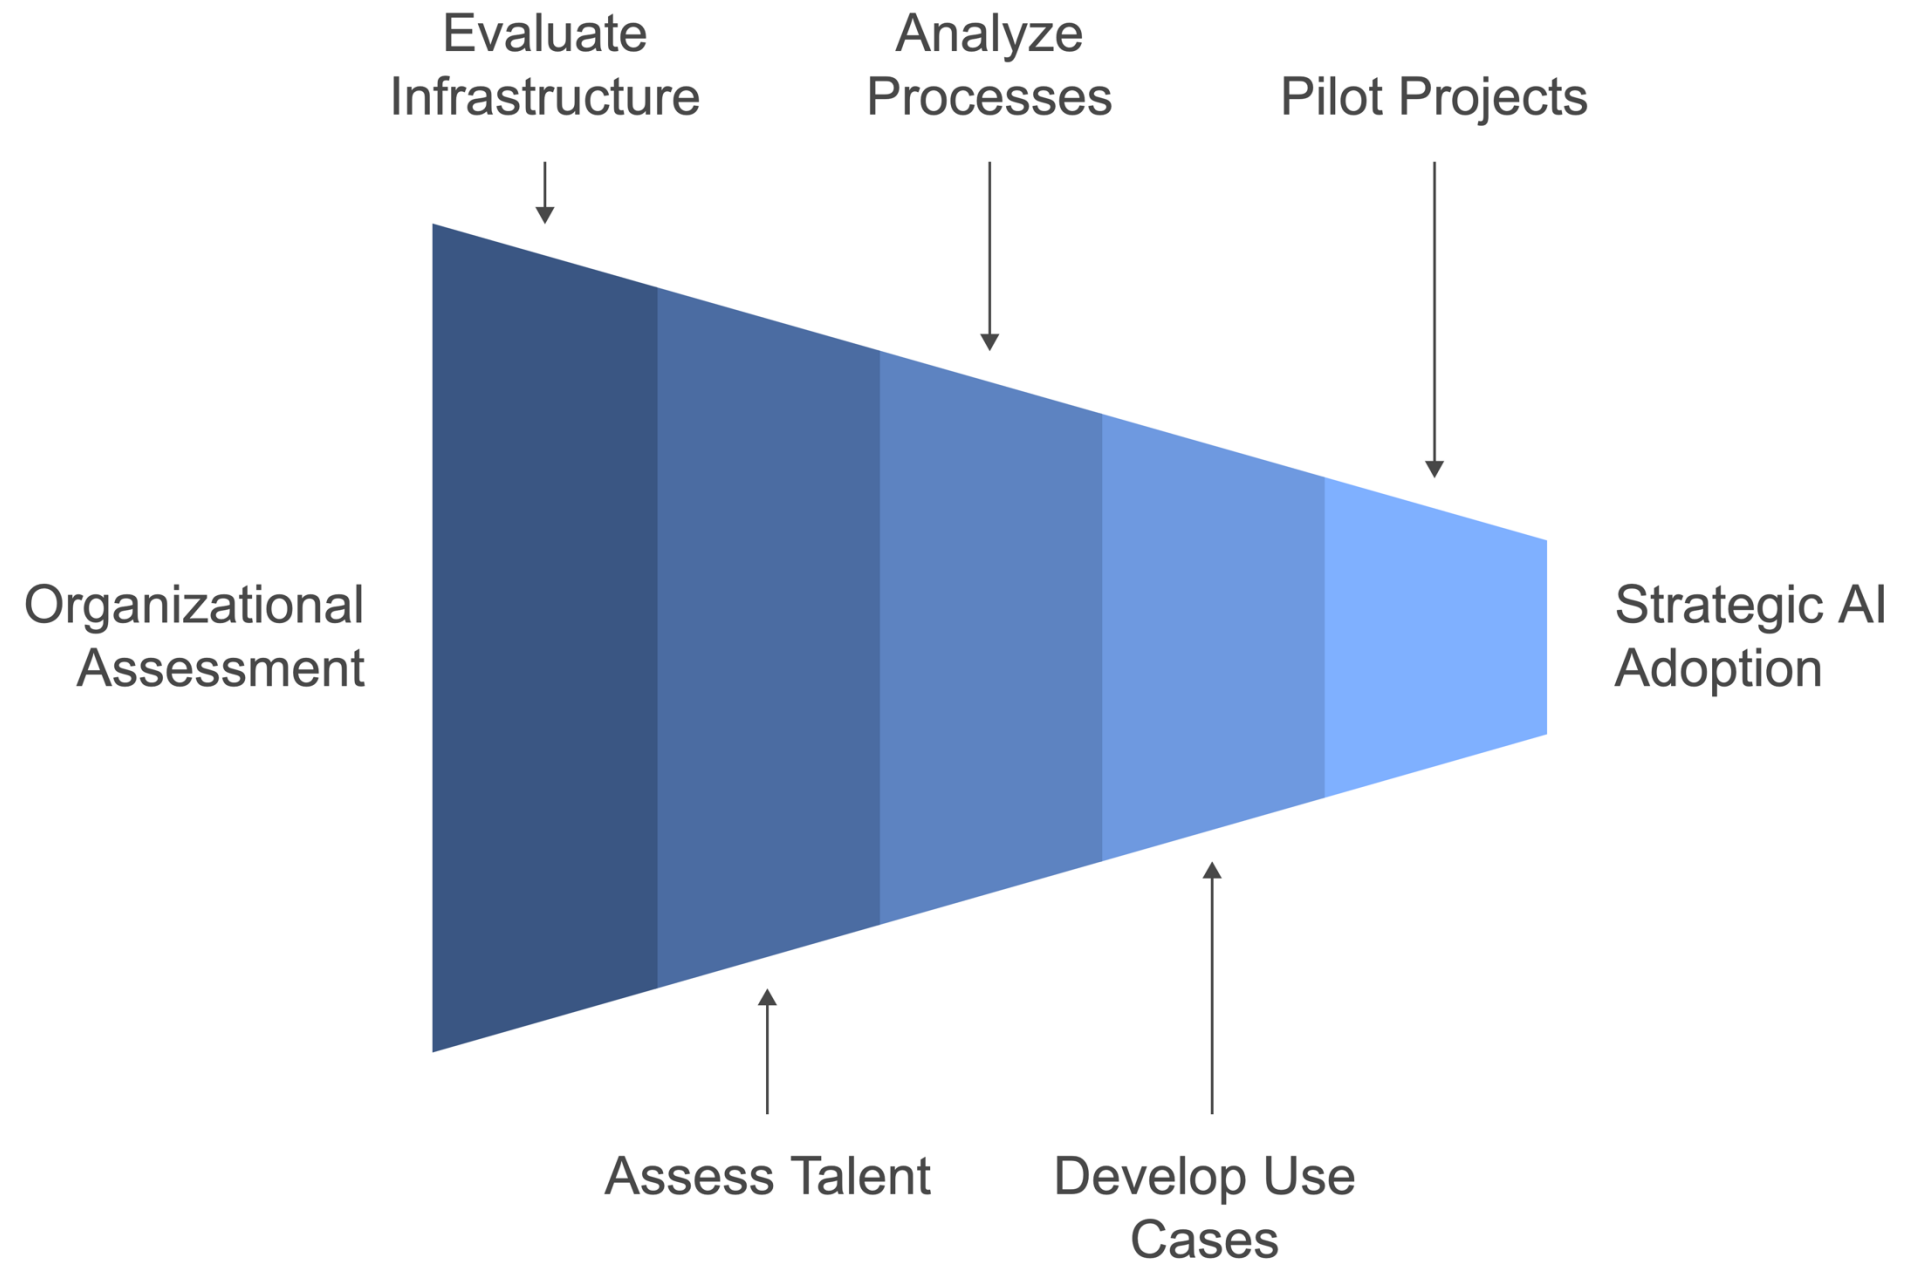 Evaluate
Infrastructure
Analyze
Processes
Pilot Projects
Organizational
Assessment
Strategic AI
Adoption
Assess Talent
Develop Use
Cases